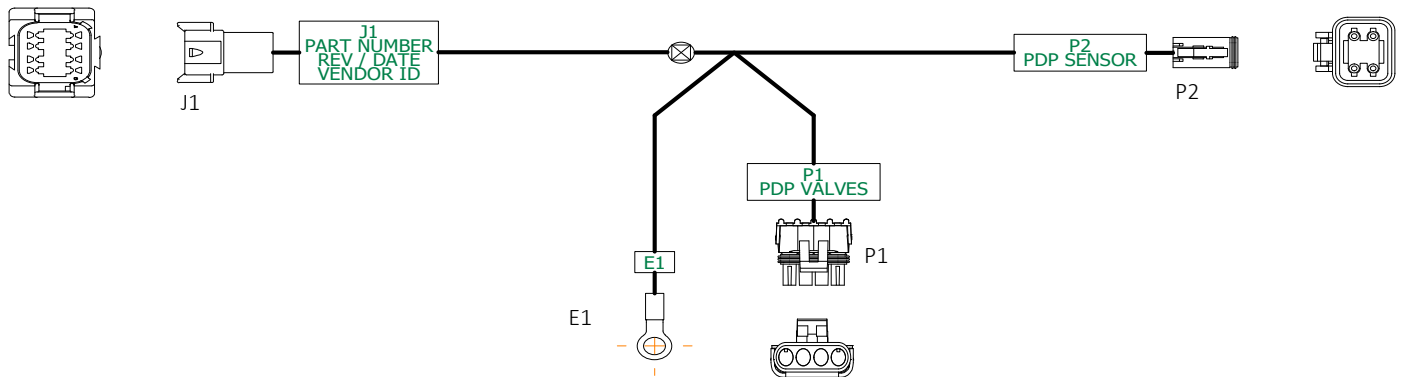 J1
PART NUMBER
REV / DATE
VENDOR ID
J1
P2
PDP SENSOR
P2
P1
PDP VALVES
P1
E1
E1